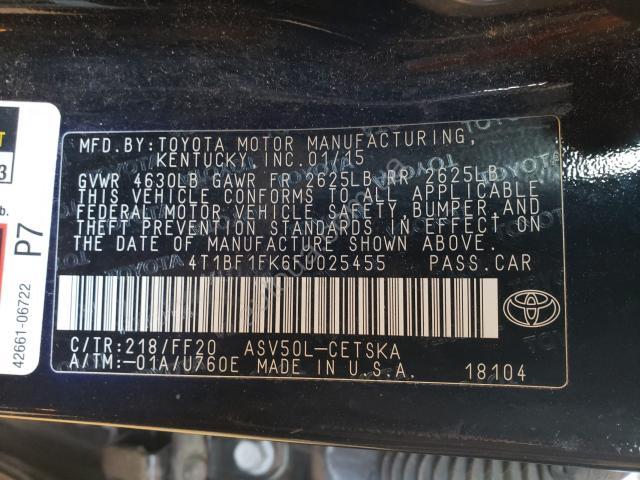 MFD.BY:TOYOTA MOTOR MANUFACTURING,
KENTUCKY, INC.01/15
GVWR 4630LB GAWR FR 2625LB RR 2625LB
THIS VEHICLE CONFORMS TO ALL APPLICABLE
FEDERAL MOTOR VEHICLE SAFETY,BUMPER,AND
THEFT PREVENTION STANDARDS IN EFFECT ON
THE DATE OF MANUFACTURE SHOWN ABOVE.
4T1BF1FK6FU025455 PASS.CAR
C/TR:218/FF20 ASV50L-CETSKA
A/TM:-01A/U760E MADE IN U.S.A. 18104
P7
42661-06722